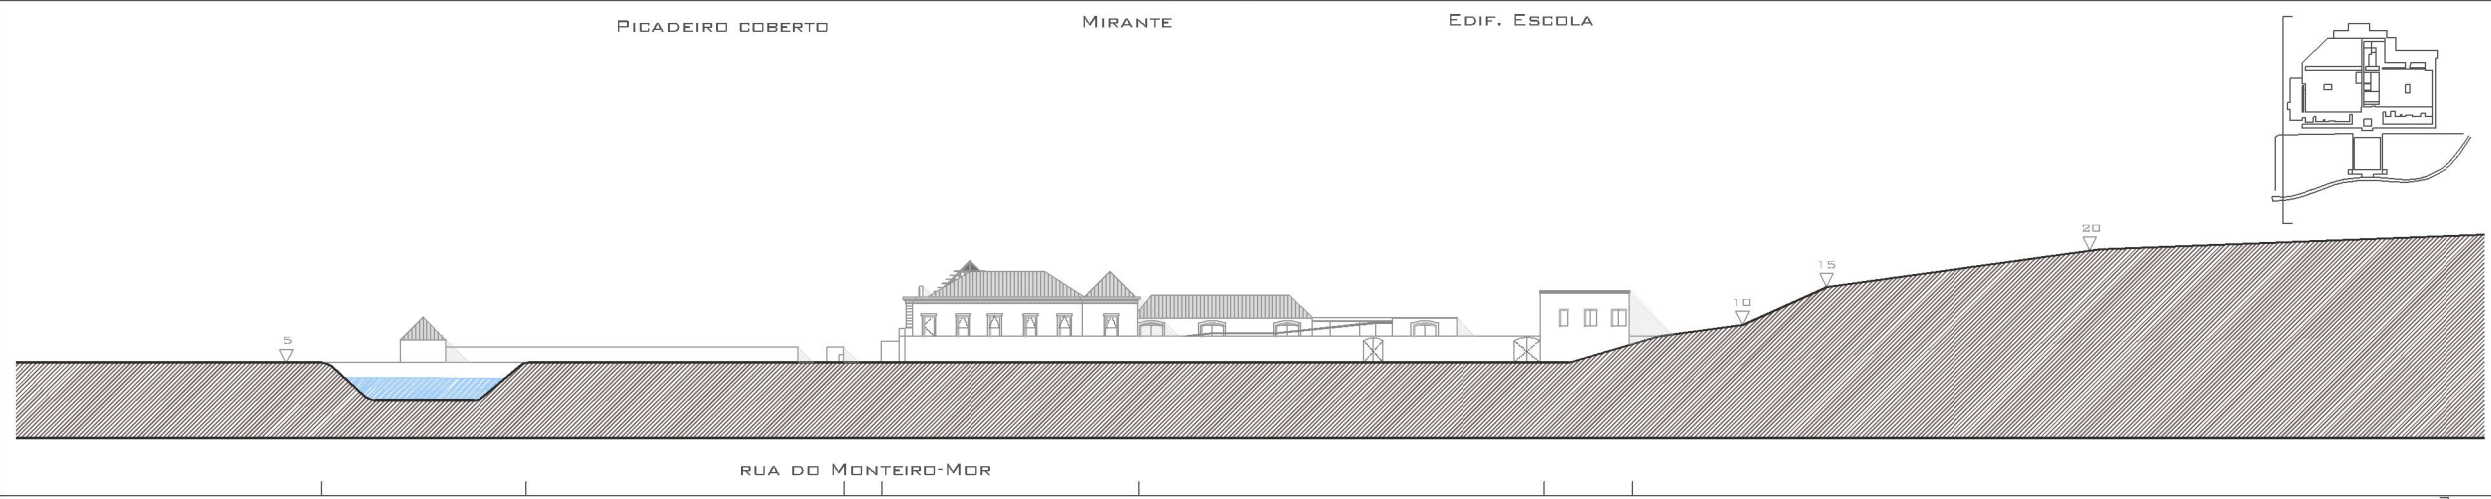 PICADEIRO COBERTO
MIRANTE
EDIF. ESCOLA
20
15
10
5
RUA DO MONTEIRO-MOR